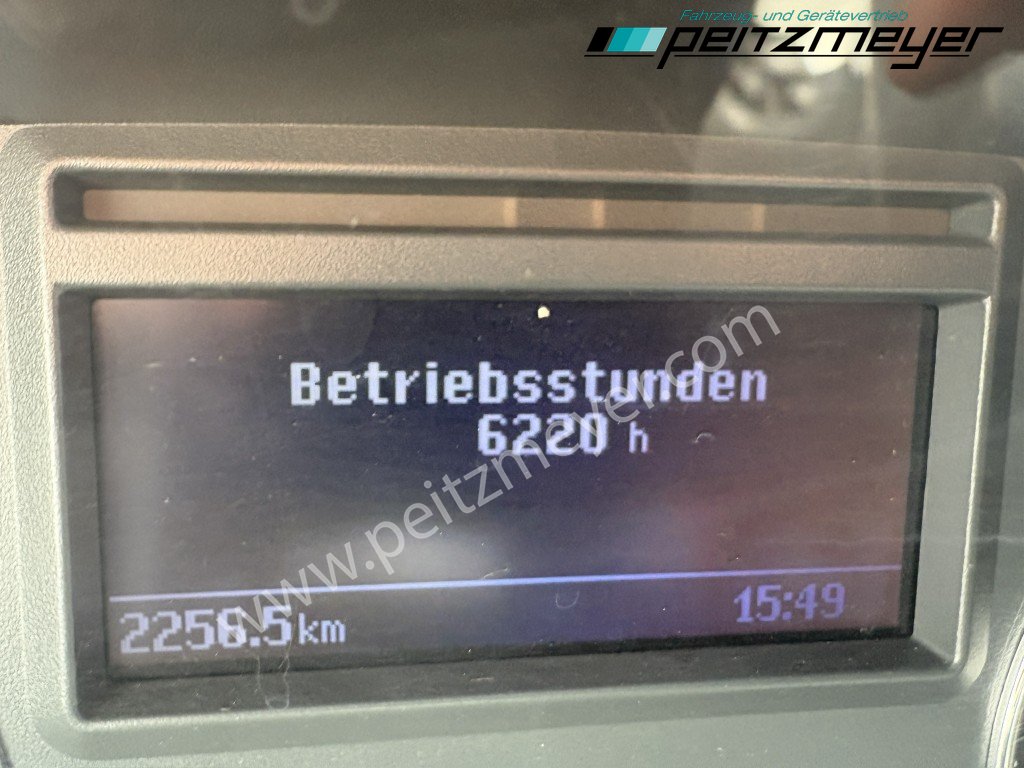 Fahrzeug- und Gerätevertrieb
peitzmeyer
Betriebsstunden
6220 h
www.peitzmeyer.com
15:49